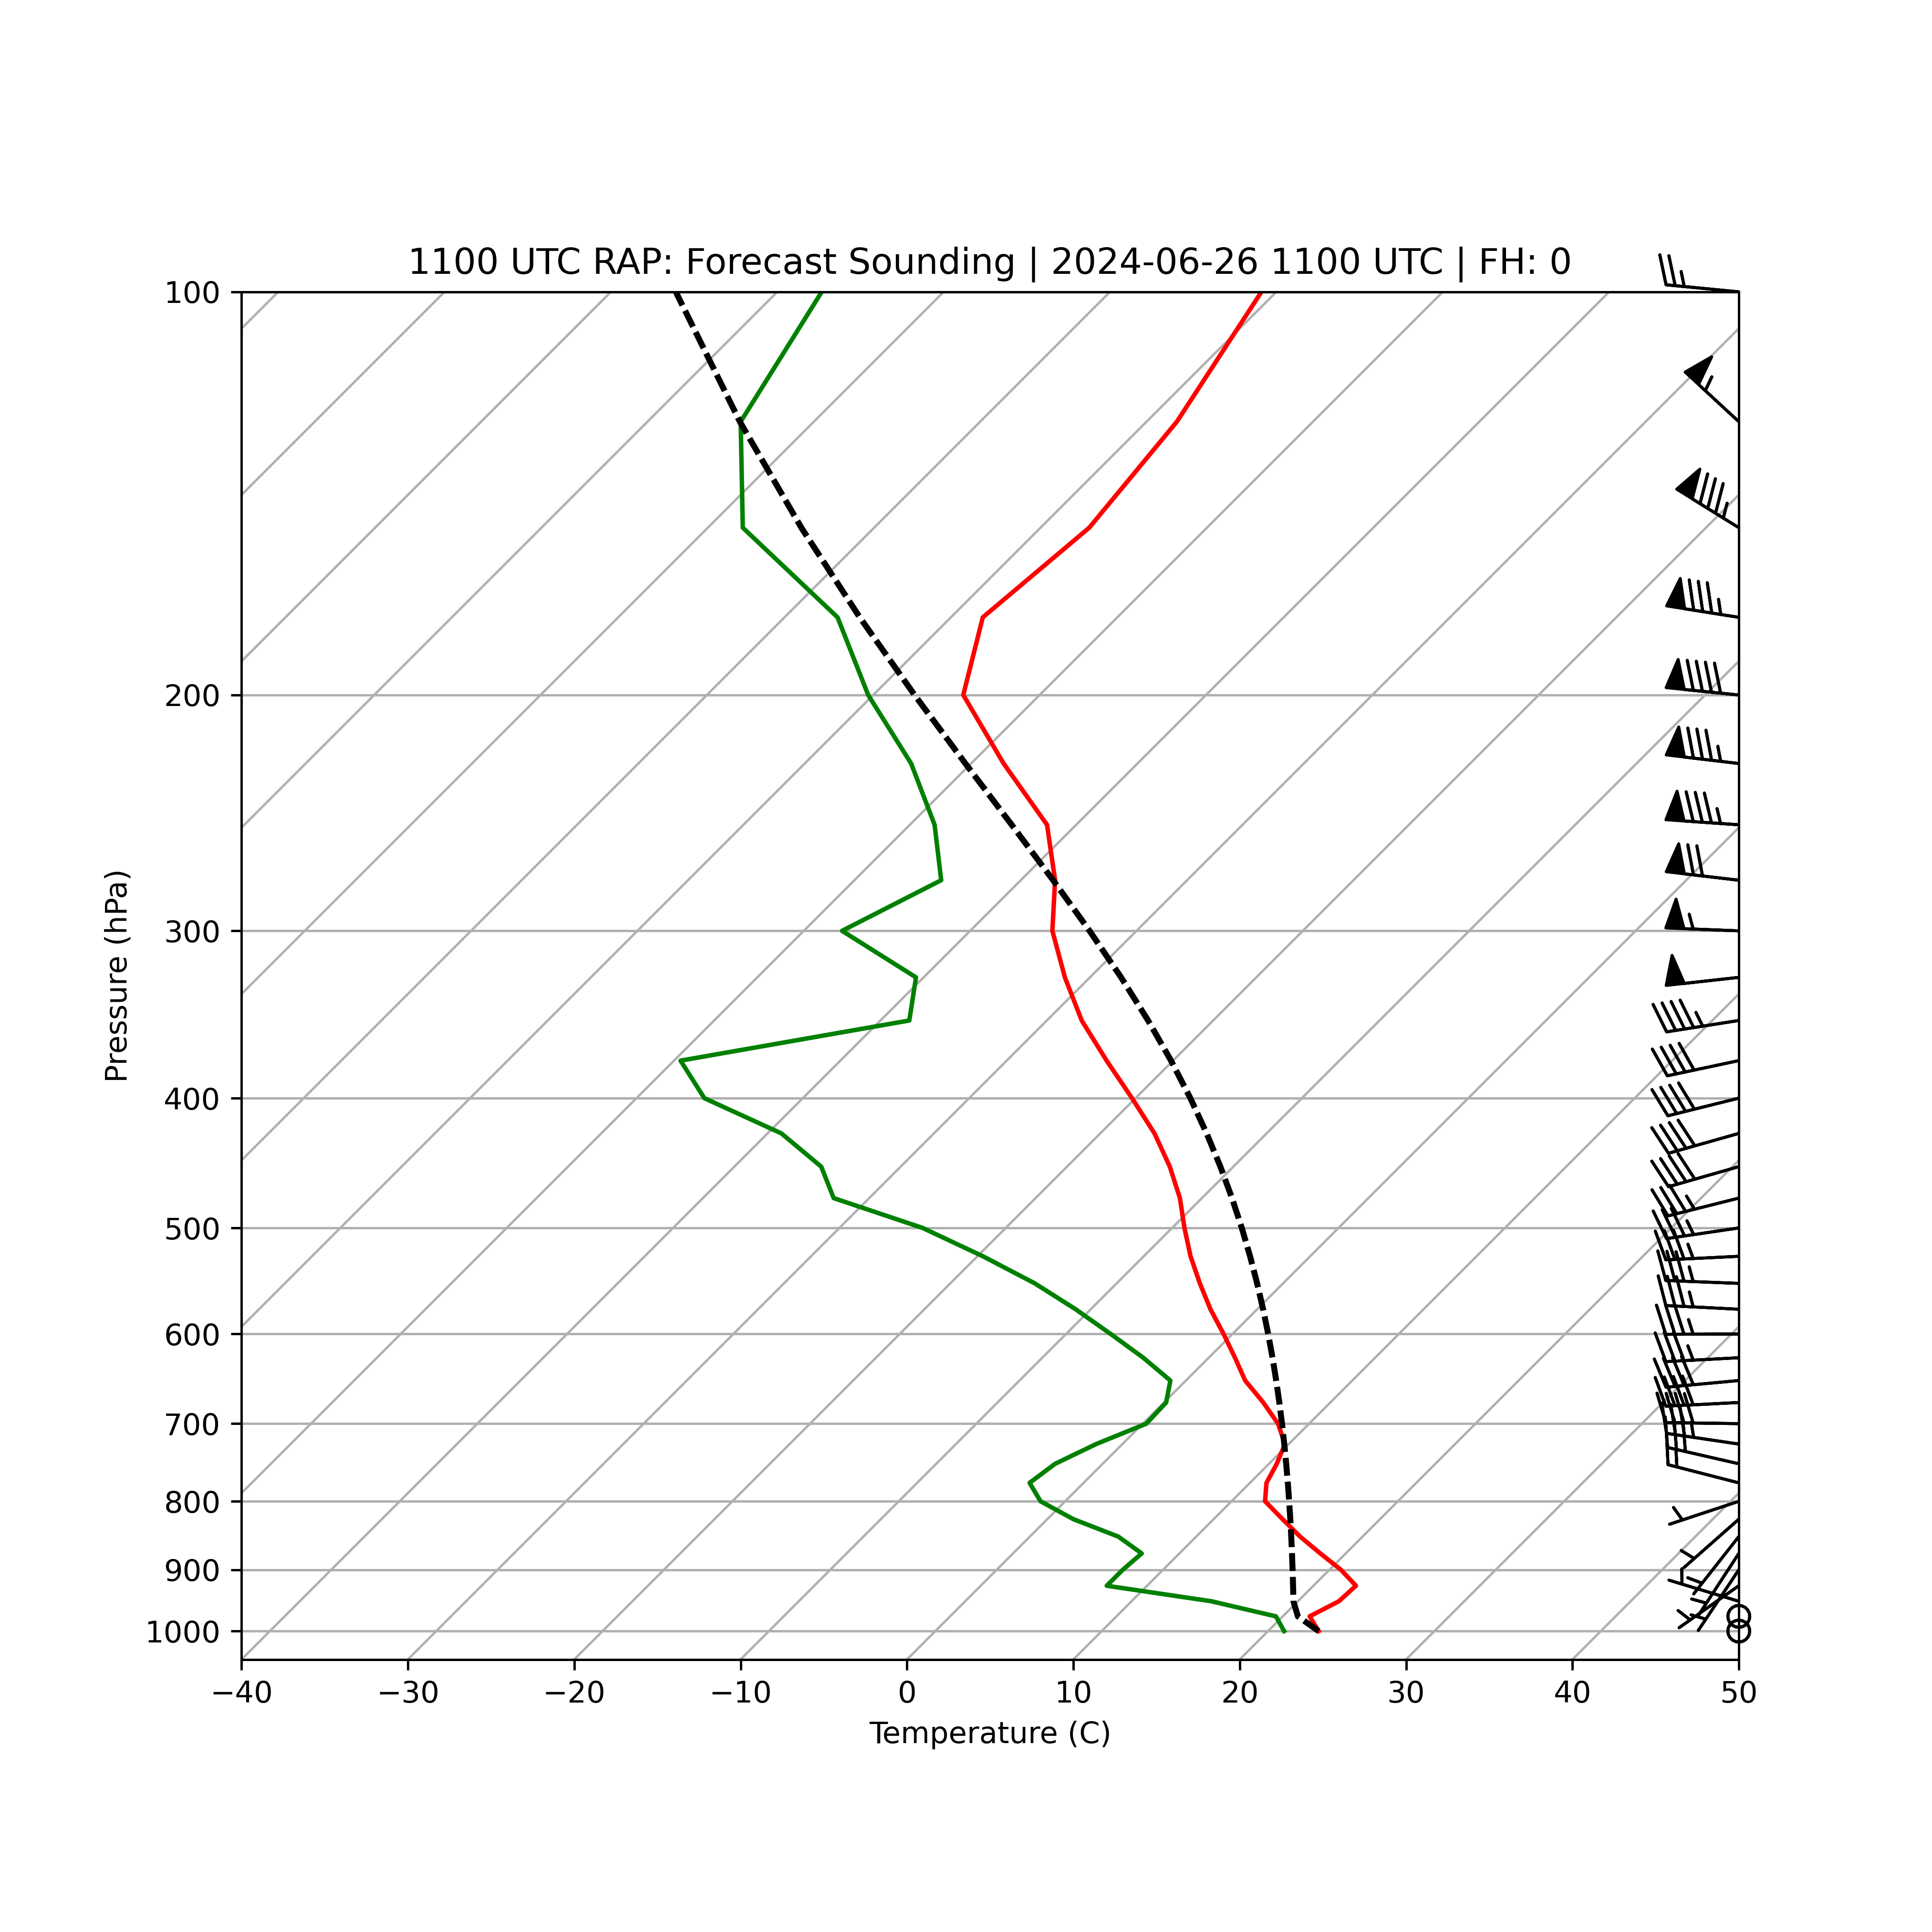 1100 UTC RAP: Forecast Sounding | 2024-06-26 1100 UTC | FH: 0
100
200
300
400
500
600
700
800
900
1000
Pressure (hPa)
−40 −30 −20 −10 0 10 20 30 40 50
Temperature (C)